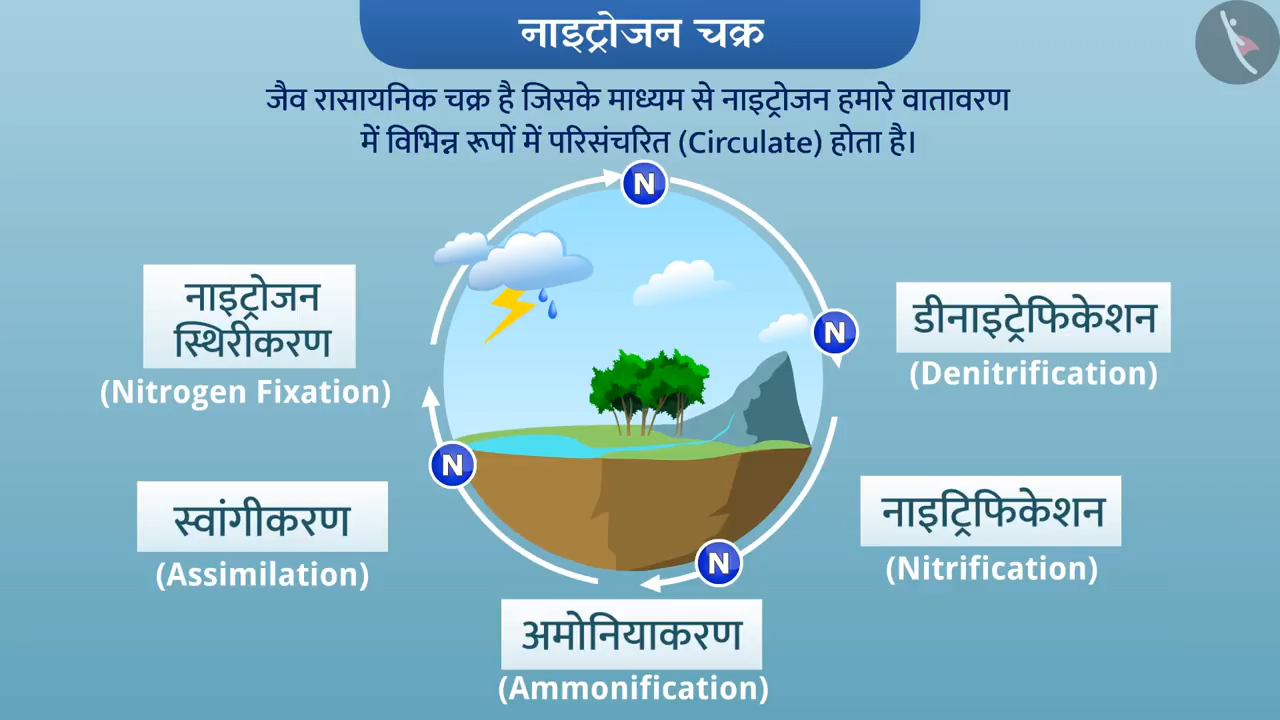 नाइट्रोजन चक्र
जैव रासायनिक चक्र है जिसके माध्यम से नाइट्रोजन हमारे वातावरण
में विभिन्न रूपों में परिसंचरित (Circulate) होता है।
N
नाइट्रोजन
स्थिरीकरण
(Nitrogen Fixation)
डीनाइट्रेफिकेशन
(Denitrification)
N
N
स्वांगीकरण
(Assimilation)
नाइट्रिफिकेशन
(Nitrification)
N
अमोनियाकरण
(Ammonification)